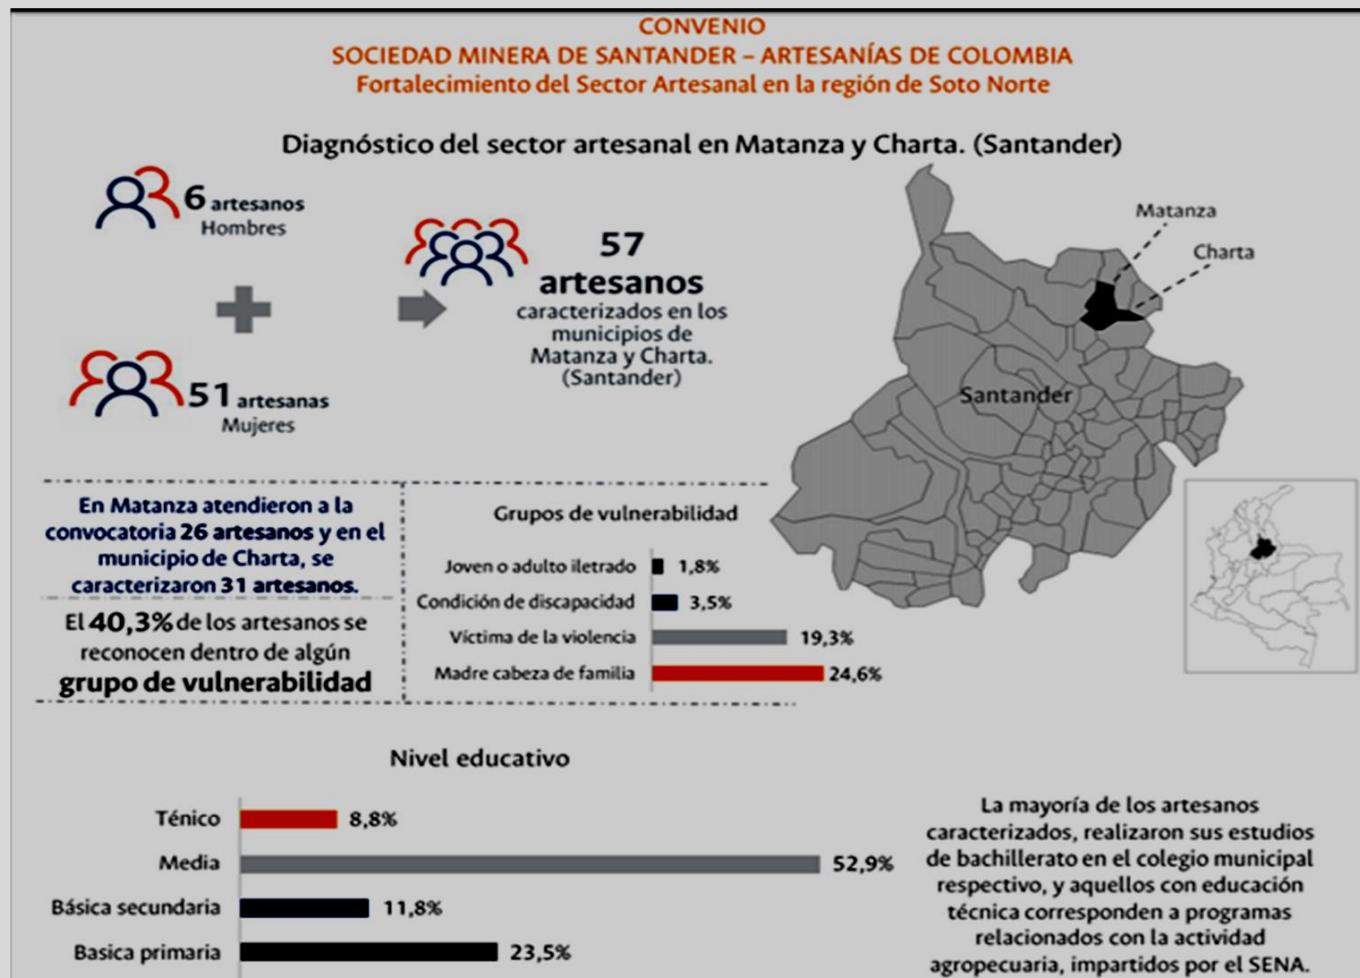 CONVENIO
SOCIEDAD MINERA DE SANTANDER – ARTESANÍAS DE COLOMBIA
Fortalecimiento del Sector Artesanal en la región de Soto Norte
Diagnóstico del sector artesanal en Matanza y Charta. (Santander)
6 artesanos
Hombres
51 artesanas
Mujeres
57
artesanos
caracterizados en los
municipios de
Matanza y Charta.
(Santander)
Matanza
Charta
Santander
En Matanza atendieron a la
convocatoria 26 artesanos y en el
municipio de Charta, se
caracterizaron 31 artesanos.
El 40,3% de los artesanos se
reconocen dentro de algún
grupo de vulnerabilidad
Grupos de vulnerabilidad
Joven o adulto iletrado 1,8%
Condición de discapacidad 3,5%
Víctima de la violencia 19,3%
Madre cabeza de familia 24,6%
Nivel educativo
Ténico 8,8%
Media 52,9%
Básica secundaria 11,8%
Basica primaria 23,5%
La mayoría de los artesanos
caracterizados, realizaron sus estudios
de bachillerato en el colegio municipal
respectivo, y aquellos con educación
técnica corresponden a programas
relacionados con la actividad
agropecuaria, impartidos por el SENA.